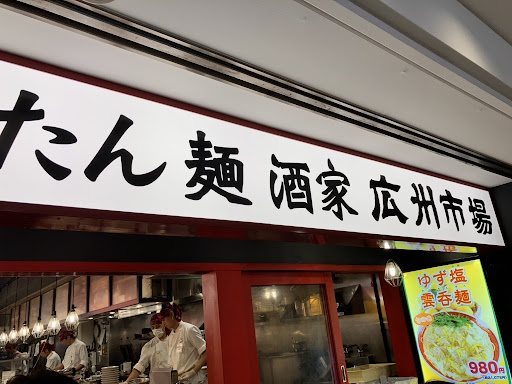 たん麺 酒家 広州市場
ゆず塩
雲呑麺
980円